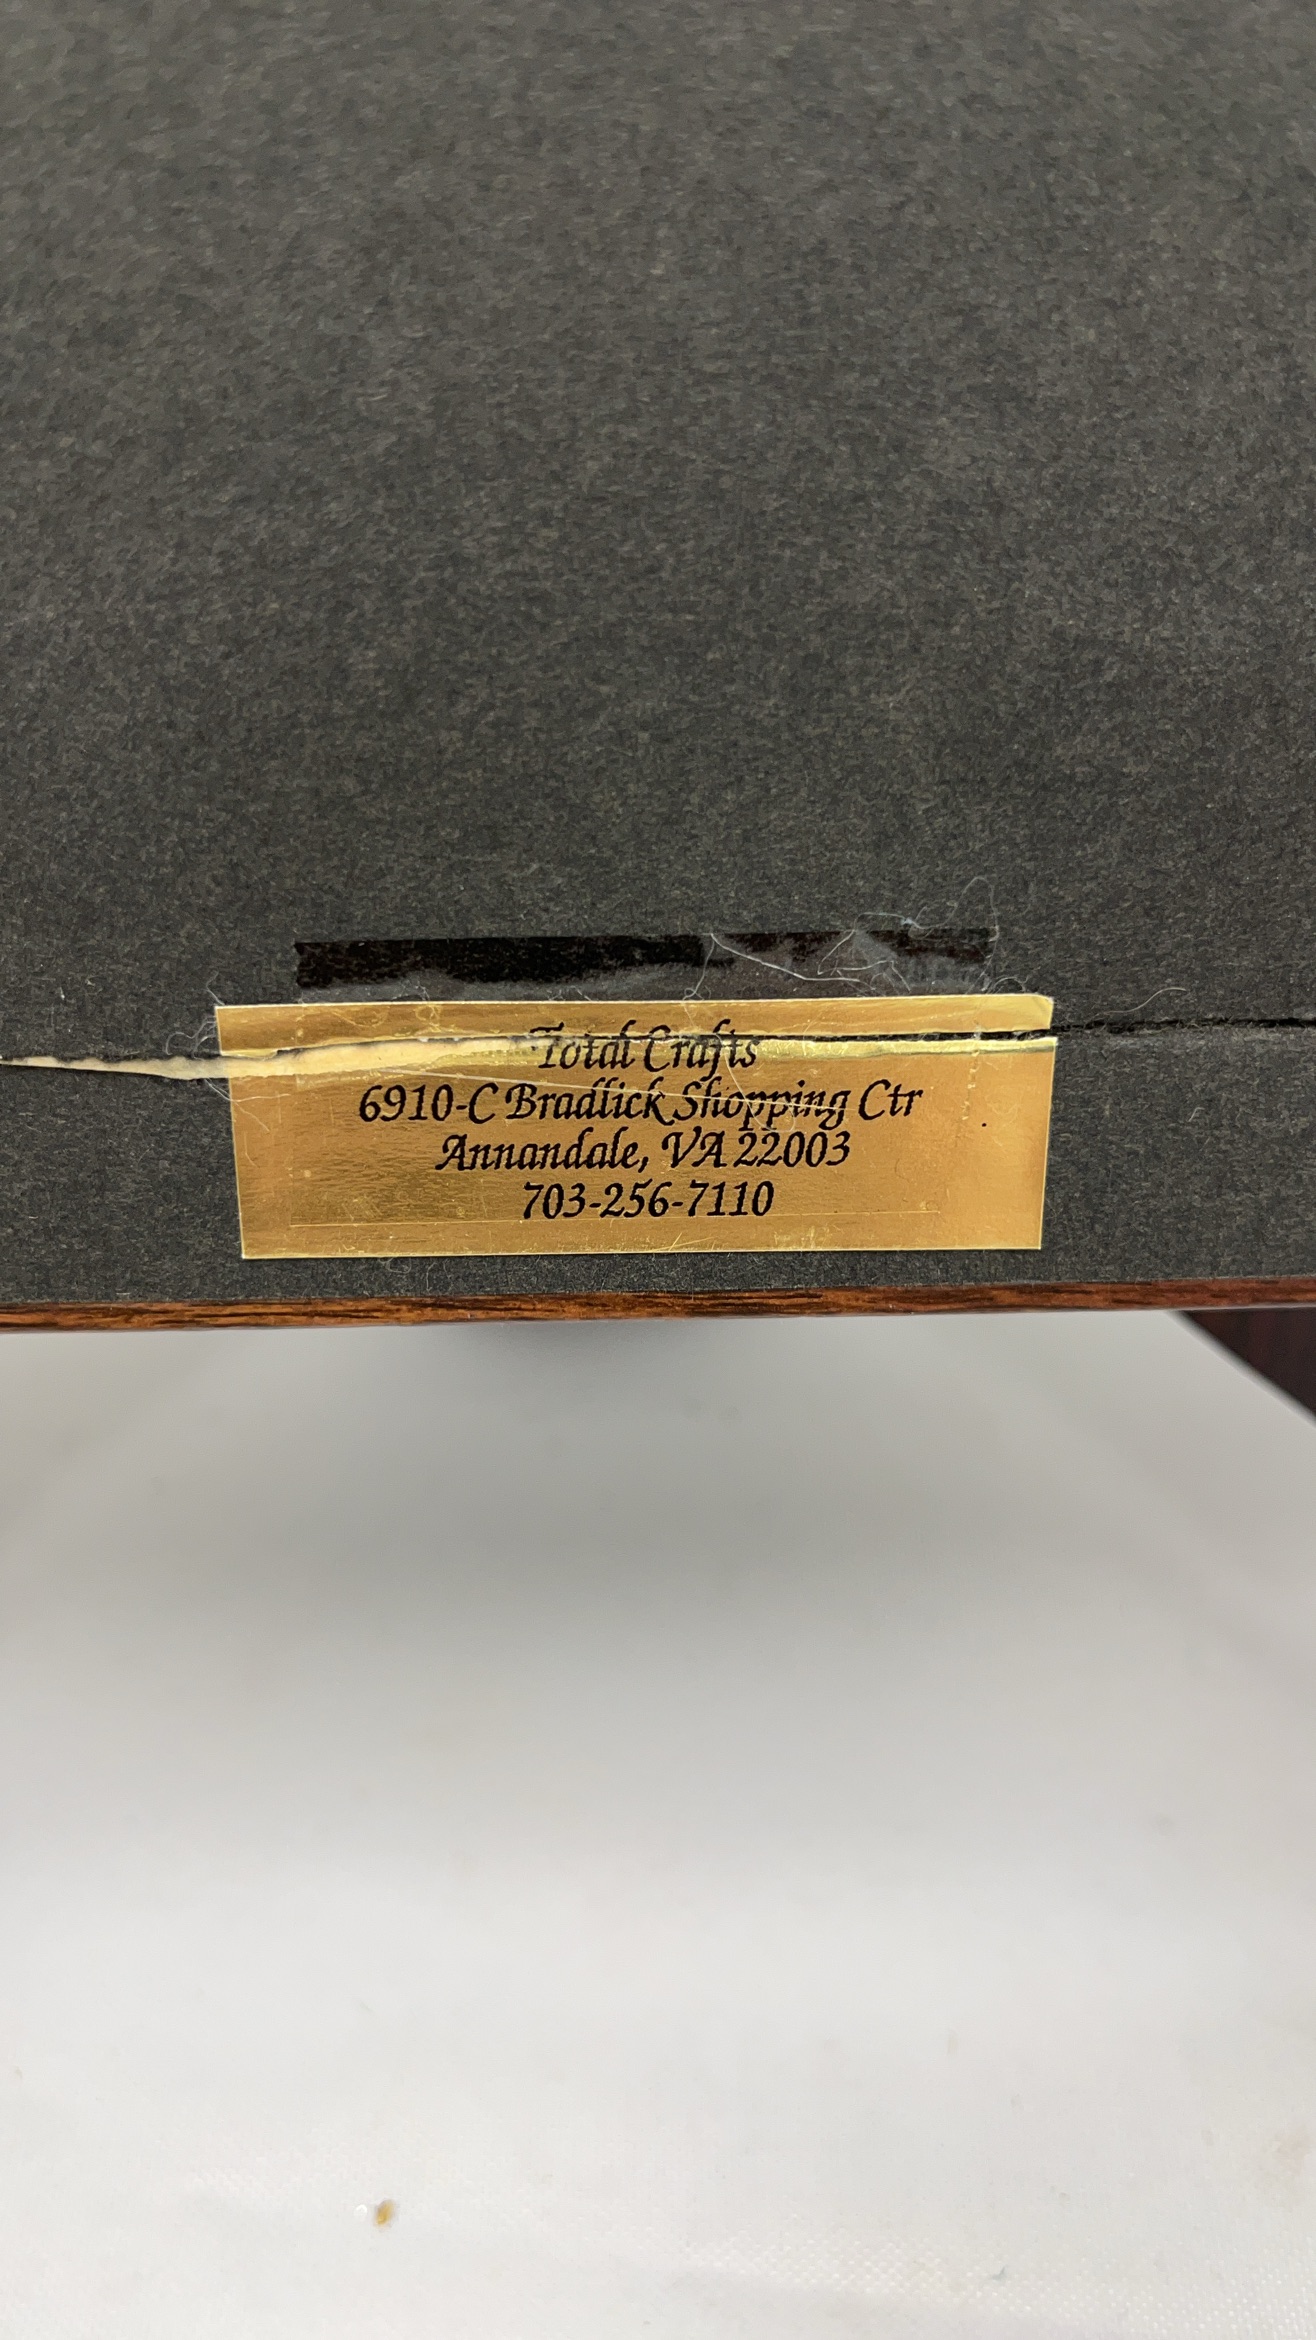 Total Crafts
6910-C Bradlick Shopping Ctr
Annandale, VA 22003
703-256-7110